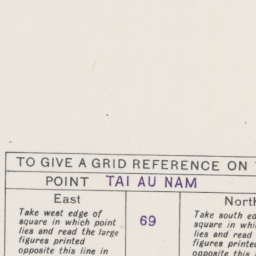 TO GIVE A GRID REFERENCE ON
POINT TAI AU NAM
East
Take west edge of
square in which point
lies and read the large
figures printed
opposite this line in
69
North
Take south
square in
lies and read
figures printed
opposite this